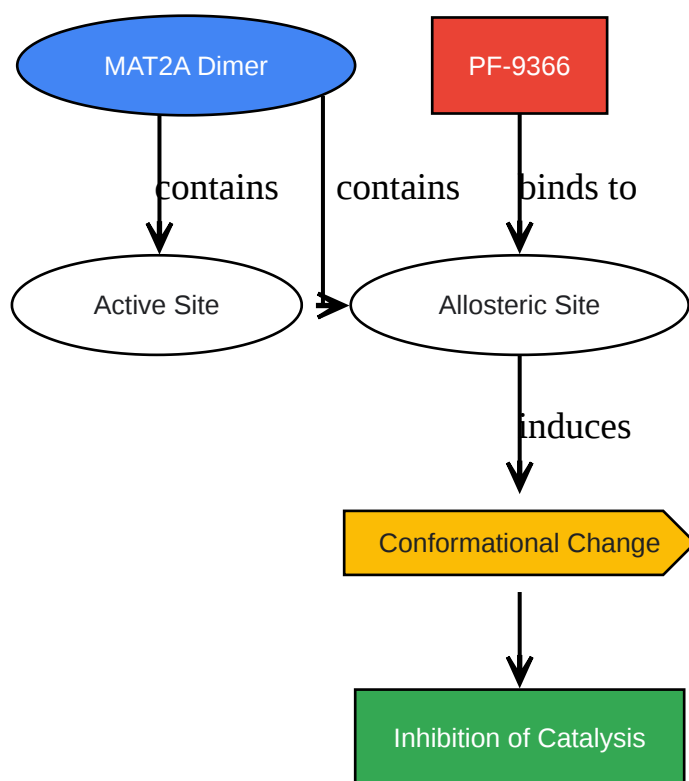 MAT2A Dimer
PF-9366
contains
contains
binds to
Active Site
Allosteric Site
induces
Conformational Change
Inhibition of Catalysis